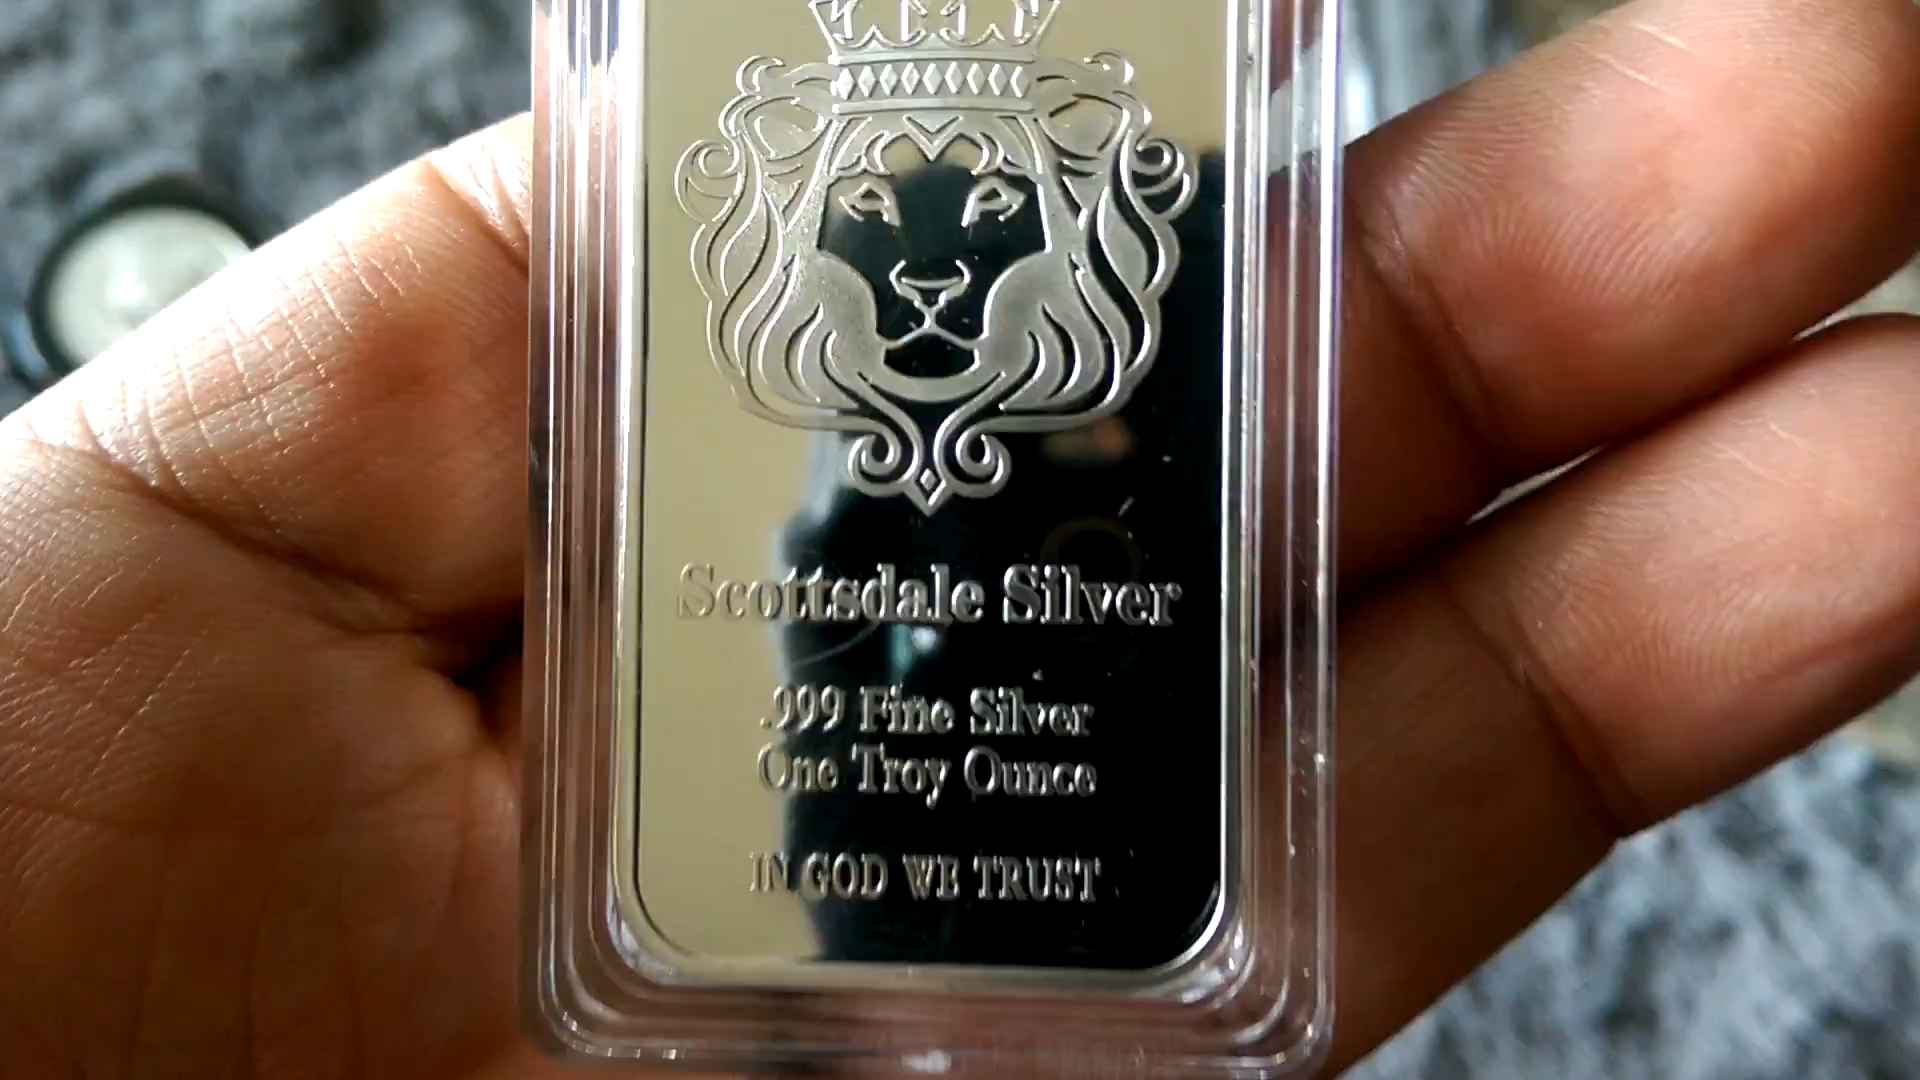 Scottsdale Silver
.999 Fine Silver
One Troy Ounce
IN GOD WE TRUST